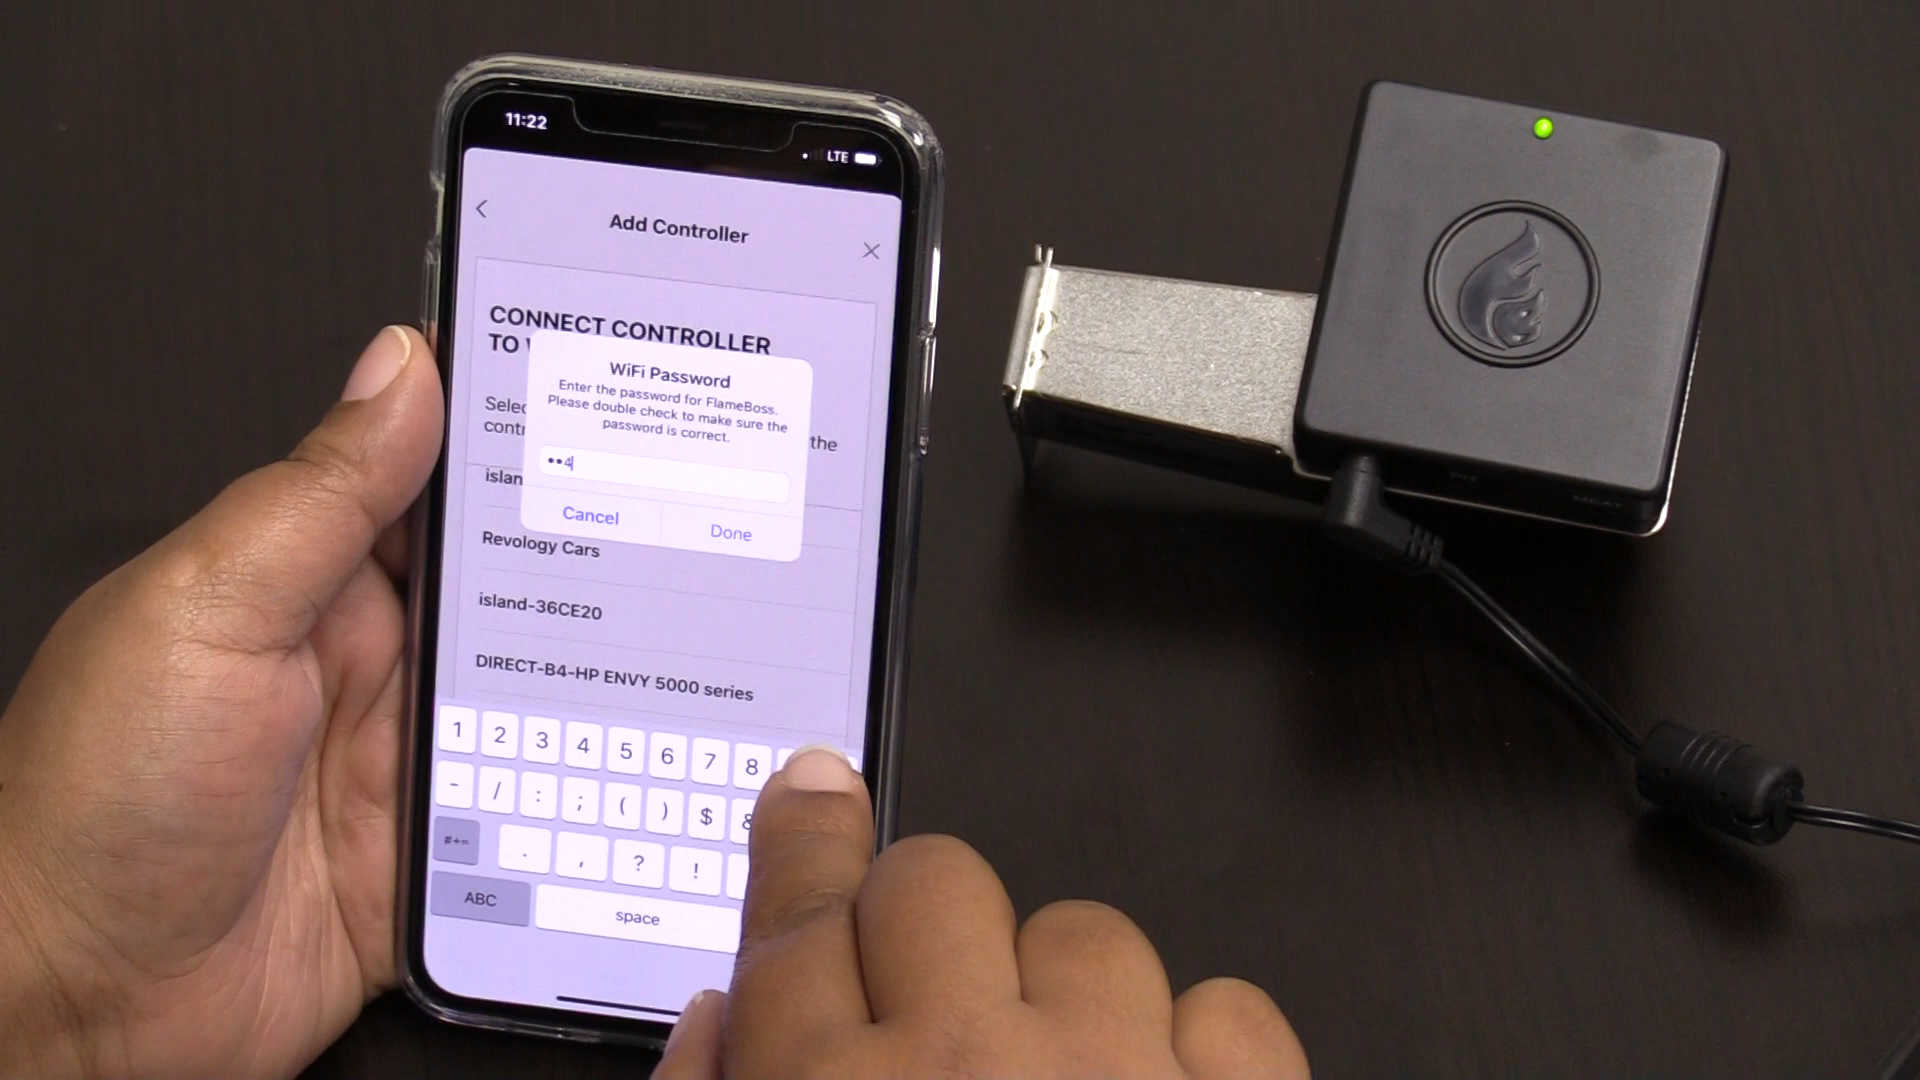 11:22
LTE
Add Controller
CONNECT CONTROLLER
TO
WiFi Password
Enter the password for FlameBoss.
Please double check to make sure the
password is correct.
the
••4
Cancel
Done
Revology Cars
island-36CE20
DIRECT-B4-HP ENVY 5000 series
1 2 3 4 5 6 7 8
- / : ; ( ) $ &
#+= . , ? !
ABC space
PIT
MEAT